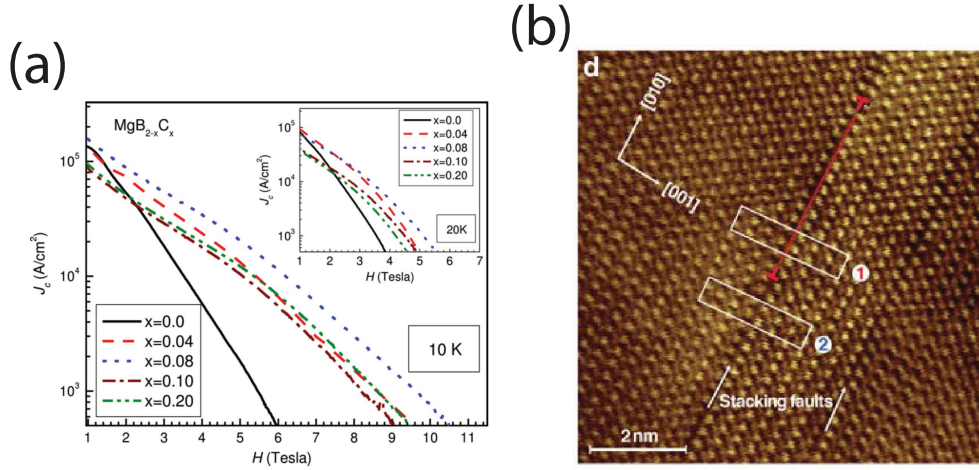 (a)
MgB2-xCx
Jc (A/cm2)
10^5
10^4
10^3
1 2 3 4 5 6 7 8 9 10 11
H (Tesla)
x=0.0
x=0.04
x=0.08
x=0.10
x=0.20
10 K
Jc (A/cm2)
10^5
10^4
10^3
x=0.0
x=0.04
x=0.08
x=0.10
x=0.20
20K
1 2 3 4 5 6 7
H (Tesla)
(b)
d
[010]
[001]
1
2
Stacking faults
2 nm